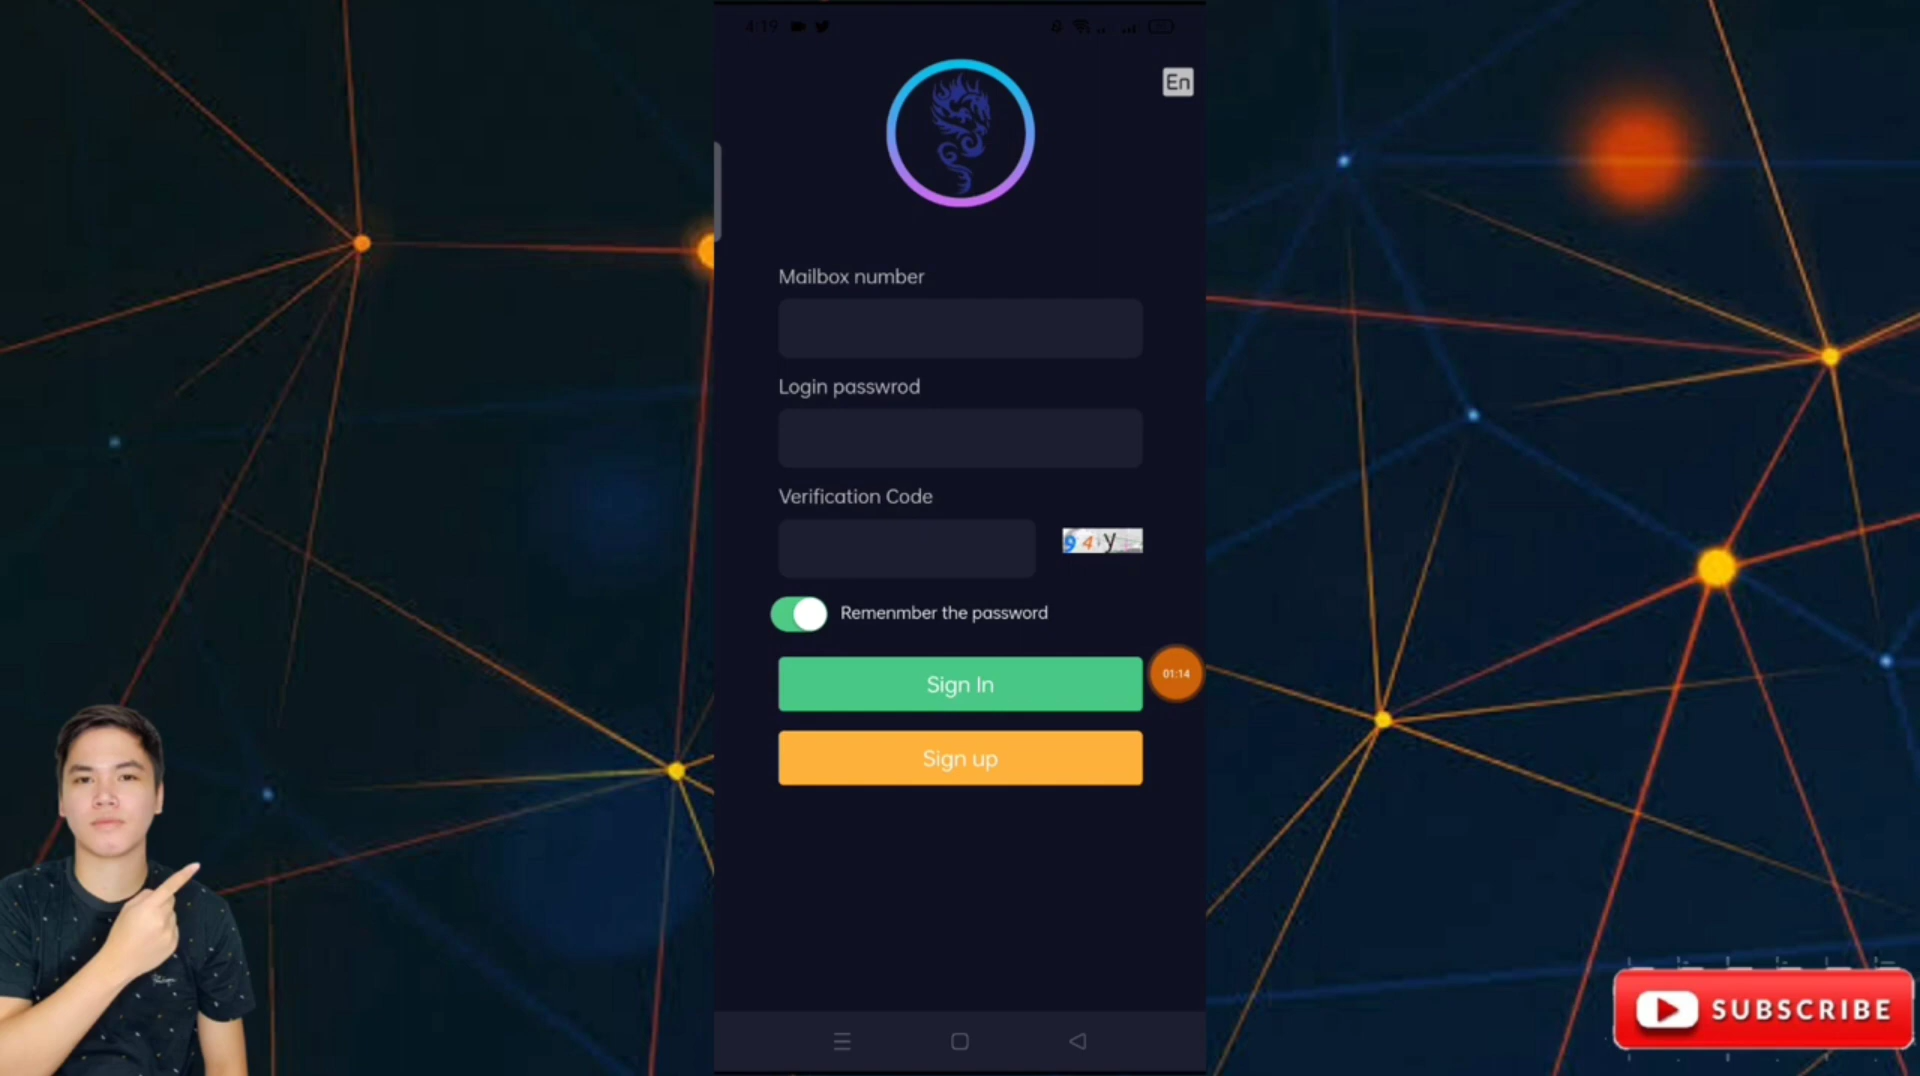 4:19
En
Mailbox number
Login passwrod
Verification Code
94y
Remenmber the password
Sign In
01:14
Sign up
SUBSCRIBE